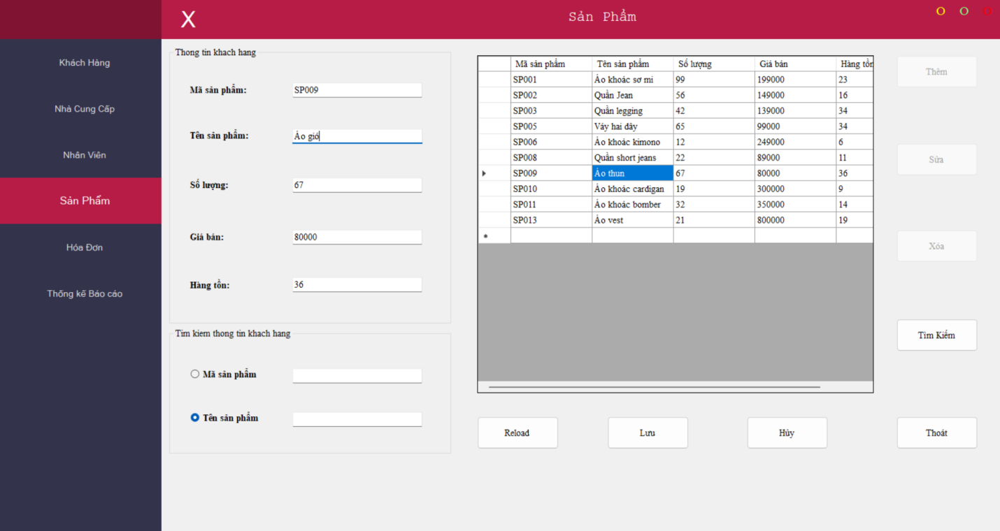 X
Sản Phẩm
O O O
Khách Hàng
Nhà Cung Cấp
Nhân Viên
Sản Phẩm
Hóa Đơn
Thống kế Báo cáo
Thong tin khach hang
Mã sản phẩm: SP009
Tên sản phẩm: Áo gió
Số lượng: 67
Giá bán: 80000
Hàng tồn: 36
Tim kiem thong tin khach hang
Mã sản phẩm
Tên sản phẩm
Mã sản phẩm Tên sản phẩm Số lượng Giá bán Hàng tồn
SP001 Áo khoác sơ mi 99 199000 23
SP002 Quần Jean 56 149000 16
SP003 Quần legging 42 139000 34
SP005 Váy hai dây 65 99000 34
SP006 Áo khoác kimono 12 249000 6
SP008 Quần short jeans 22 89000 11
SP009 Áo thun 67 80000 36
SP010 Áo khoác cardigan 19 300000 9
SP011 Áo khoác bomber 32 350000 14
SP013 Áo vest 21 800000 19
Thêm
Sửa
Xóa
Tìm Kiếm
Reload Lưu Hủy Thoát